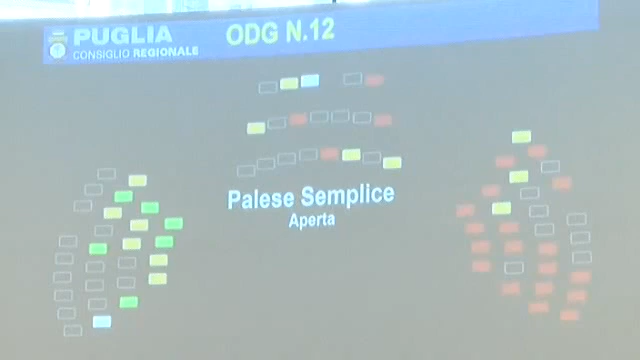 PUGLIA
CONSIGLIO REGIONALE
ODG N.12
Palese Semplice
Aperta